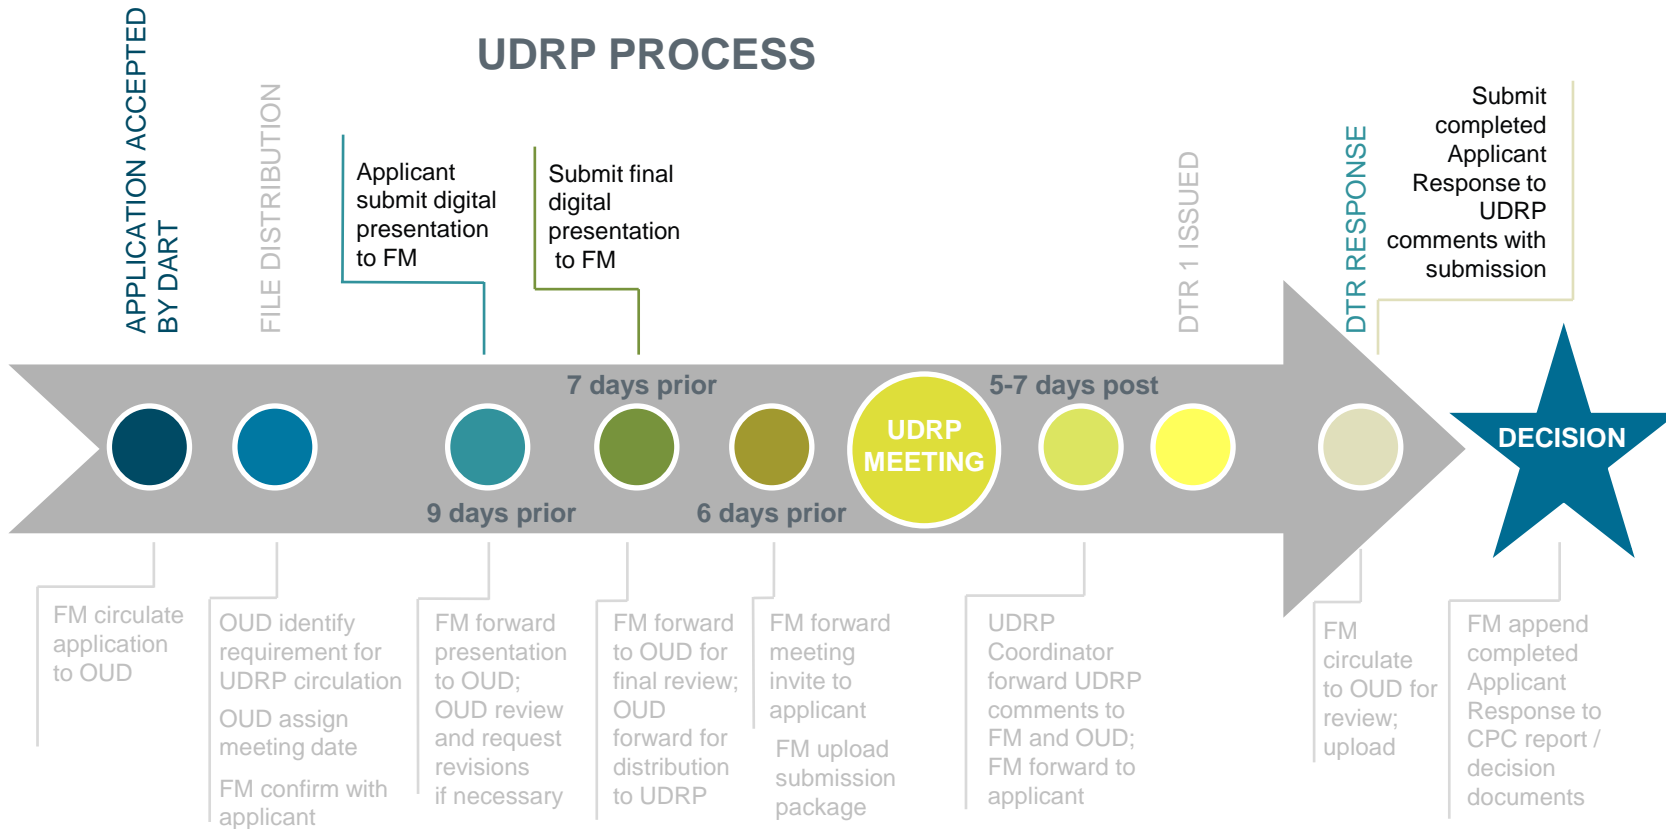 UDRP PROCESS
APPLICATION ACCEPTED
BY DART
FILE DISTRIBUTION
Applicant
submit digital
presentation
to FM
Submit final
digital
presentation
to FM
DTR 1 ISSUED
DTR RESPONSE
Submit
completed
Applicant
Response to
UDRP
comments with
submission
7 days prior
5-7 days post
UDRP
MEETING
DECISION
9 days prior
6 days prior
FM circulate
application
to OUD
OUD identify
requirement for
UDRP circulation
OUD assign
meeting date
FM confirm with
applicant
FM forward
presentation
to OUD;
OUD review
and request
revisions
if necessary
FM forward
to OUD for
final review;
OUD
forward for
distribution
to UDRP
FM forward
meeting
invite to
applicant
FM upload
submission
package
UDRP
Coordinator
forward UDRP
comments to
FM and OUD;
FM forward to
applicant
FM
circulate
to OUD for
review;
upload
FM append
completed
Applicant
Response to
CPC report /
decision
documents